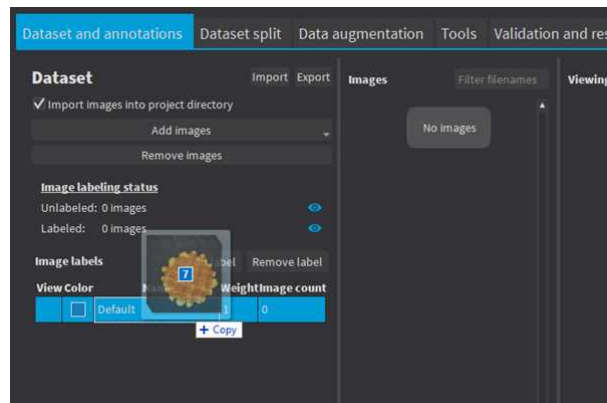 Dataset and annotations Dataset split Data augmentation Tools Validation and res
Dataset Import Export
Import images into project directory
Add images
Remove images
Image labeling status
Unlabeled: 0 images
Labeled: 0 images
Image labels Remove label
View Color Weight Image count
Default 1 0
7
+ Copy
Images Filter filenames
No images
Viewing